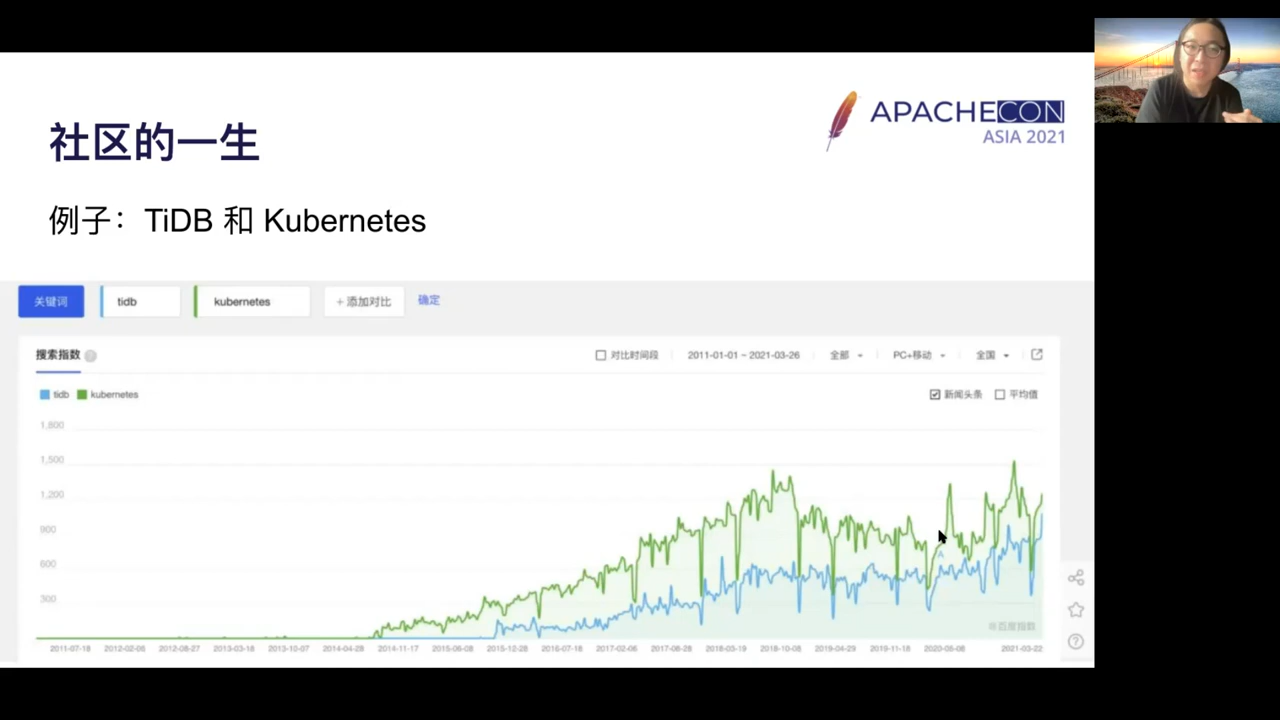 社区的一生
APACHECON
ASIA 2021
例子：TiDB 和 Kubernetes
关键词 tidb kubernetes +添加对比 确定
搜索指数 ? 对比时间段 2011-01-01 ~ 2021-03-26 全部 PC+移动 全国
tidb kubernetes 新闻头条 平均值
1,800
1,500
1,200
900
600
300
A
百度指数
2011-07-18 2012-02-06 2012-08-27 2013-03-18 2013-10-07 2014-04-28 2014-11-17 2015-06-08 2015-12-28 2016-07-18 2017-02-06 2017-08-28 2018-03-19 2018-10-08 2019-04-29 2019-11-18 2020-06-08 2021-03-22